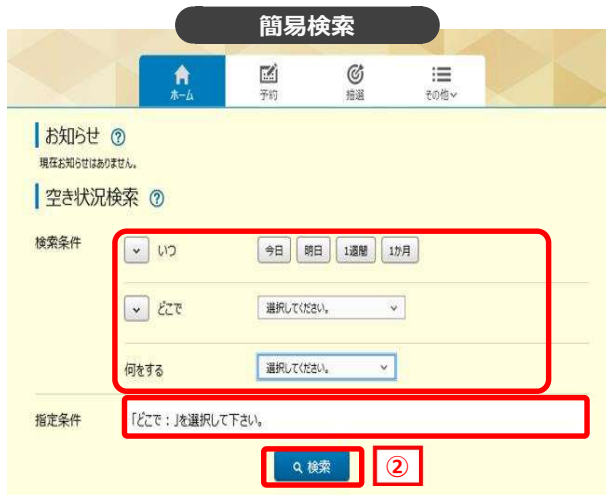 簡易検索
ホーム 予約 抽選 その他
お知らせ ?
現在お知らせはありません。
空き状況検索 ?
検索条件 いつ 今日 明日 1週間 1か月
どこで 選択してください。
何をする 選択してください。
指定条件 「どこで：」を選択して下さい。
検索 ②